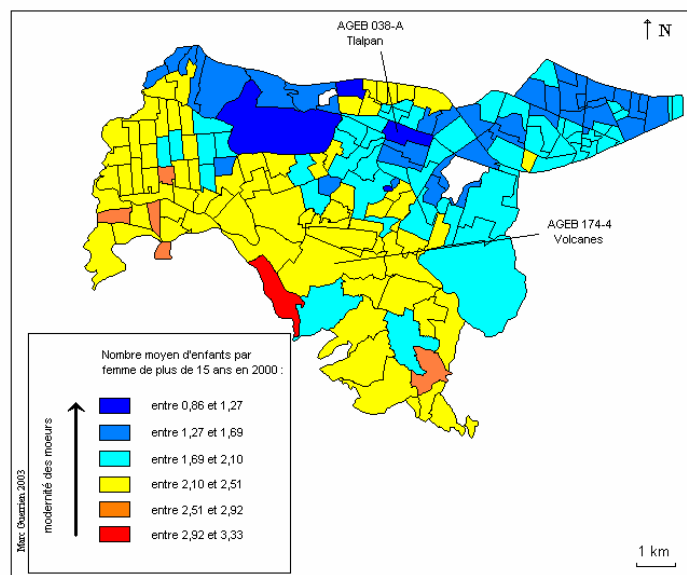 AGEB 038-A
Tlalpan
N
AGEB 174-4
Volcanes
Nombre moyen d'enfants par
femme de plus de 15 ans en 2000 :
entre 0,86 et 1,27
entre 1,27 et 1,69
entre 1,69 et 2,10
entre 2,10 et 2,51
entre 2,51 et 2,92
entre 2,92 et 3,33
modernité des moeurs
Marc Guerrien 2003
1 km